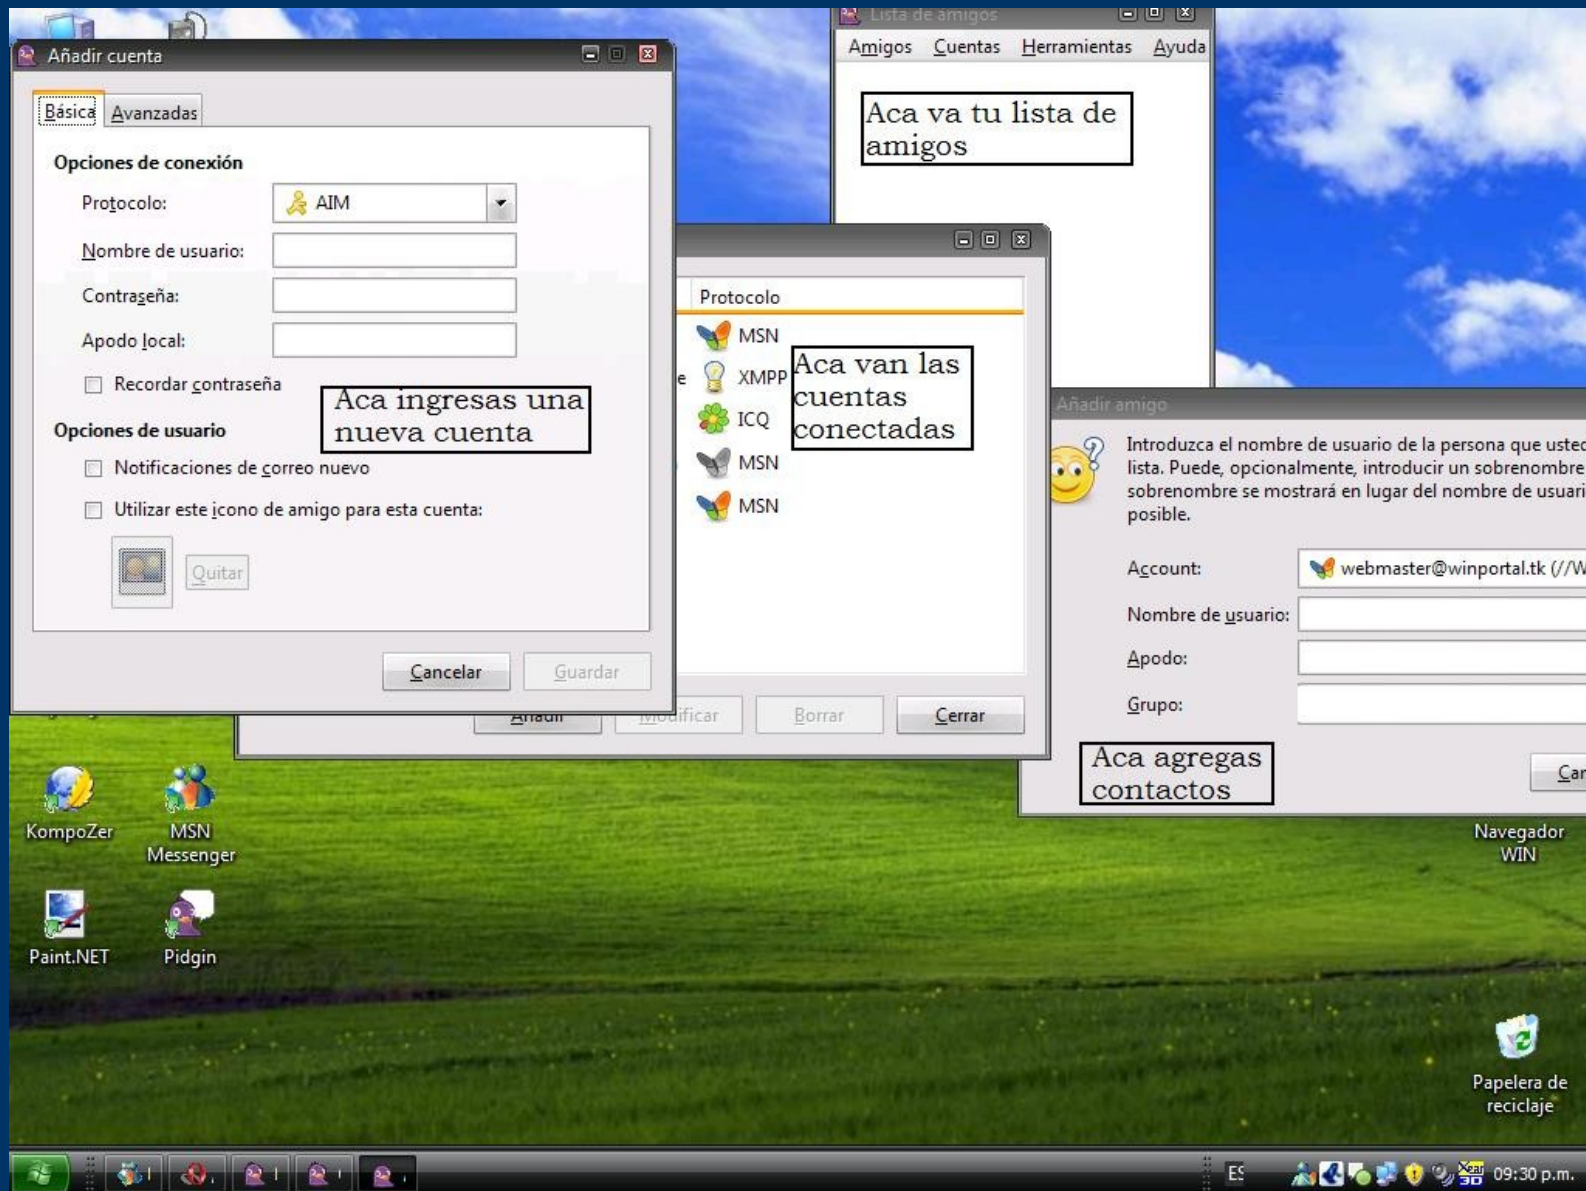 Añadir cuenta
Básica Avanzadas
Opciones de conexión
Protocolo: AIM
Nombre de usuario:
Contraseña:
Apodo local:
Recordar contraseña
Aca ingresas una
nueva cuenta
Opciones de usuario
Notificaciones de correo nuevo
Utilizar este icono de amigo para esta cuenta:
Quitar
Cancelar Guardar
Lista de amigos
Amigos Cuentas Herramientas Ayuda
Aca va tu lista de
amigos
Protocolo
MSN
e XMPP
ICQ
MSN
MSN
Aca van las
cuentas
conectadas
Añadir Modificar Borrar Cerrar
Añadir amigo
Introduzca el nombre de usuario de la persona que usted
lista. Puede, opcionalmente, introducir un sobrenombre
sobrenombre se mostrará en lugar del nombre de usuari
posible.
Account: webmaster@winportal.tk (//W
Nombre de usuario:
Apodo:
Grupo:
Aca agregas
contactos
Can
KompoZer
MSN
Messenger
Paint.NET
Pidgin
Navegador
WIN
Papelera de
reciclaje
ES
Xear
3D
09:30 p.m.